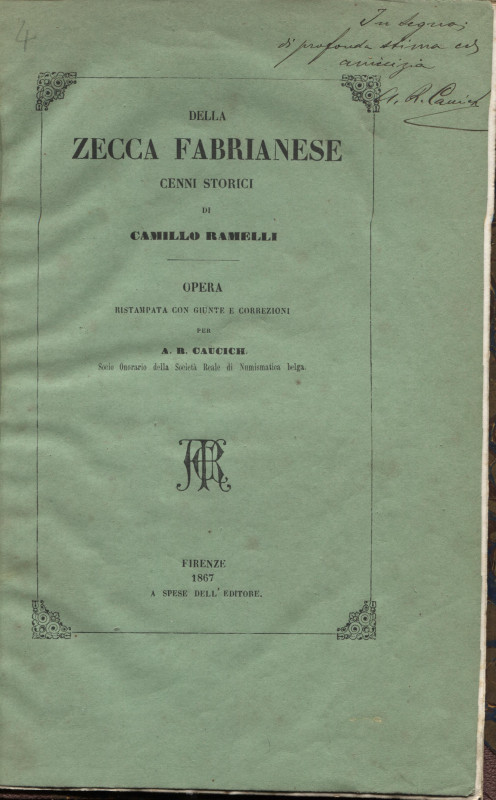 4
In segno
di profonda stima ed
amicizia
A. R. Caucich
DELLA
ZECCA FABRIANESE
CENNI STORICI
DI
CAMILLO RAMELLI
OPERA
RISTAMPATA CON GIUNTE E CORREZIONI
PER
A. R. CAUCICH.
Socio Onorario della Società Reale di Numismatica belga.
FIRENZE
1867
A SPESE DELL' EDITORE.